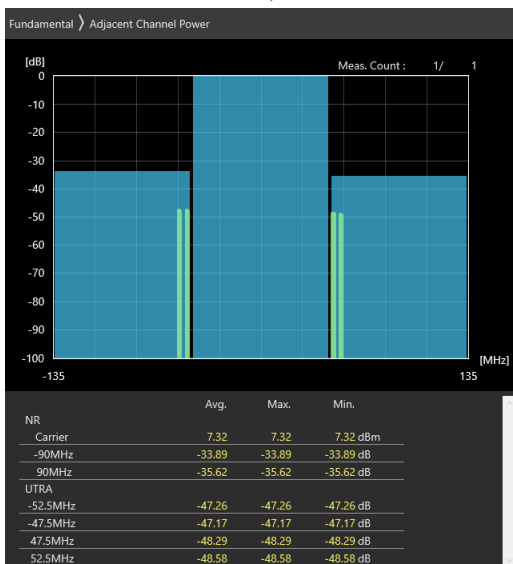 Fundamental 〉 Adjacent Channel Power
[dB]
Meas. Count : 1/ 1
0
-10
-20
-30
-40
-50
-60
-70
-80
-90
-100
[MHz]
-135 135
Avg. Max. Min.
NR
Carrier 7.32 7.32 7.32 dBm
-90MHz -33.89 -33.89 -33.89 dB
90MHz -35.62 -35.62 -35.62 dB
UTRA
-52.5MHz -47.26 -47.26 -47.26 dB
-47.5MHz -47.17 -47.17 -47.17 dB
47.5MHz -48.29 -48.29 -48.29 dB
52.5MHz -48.58 -48.58 -48.58 dB